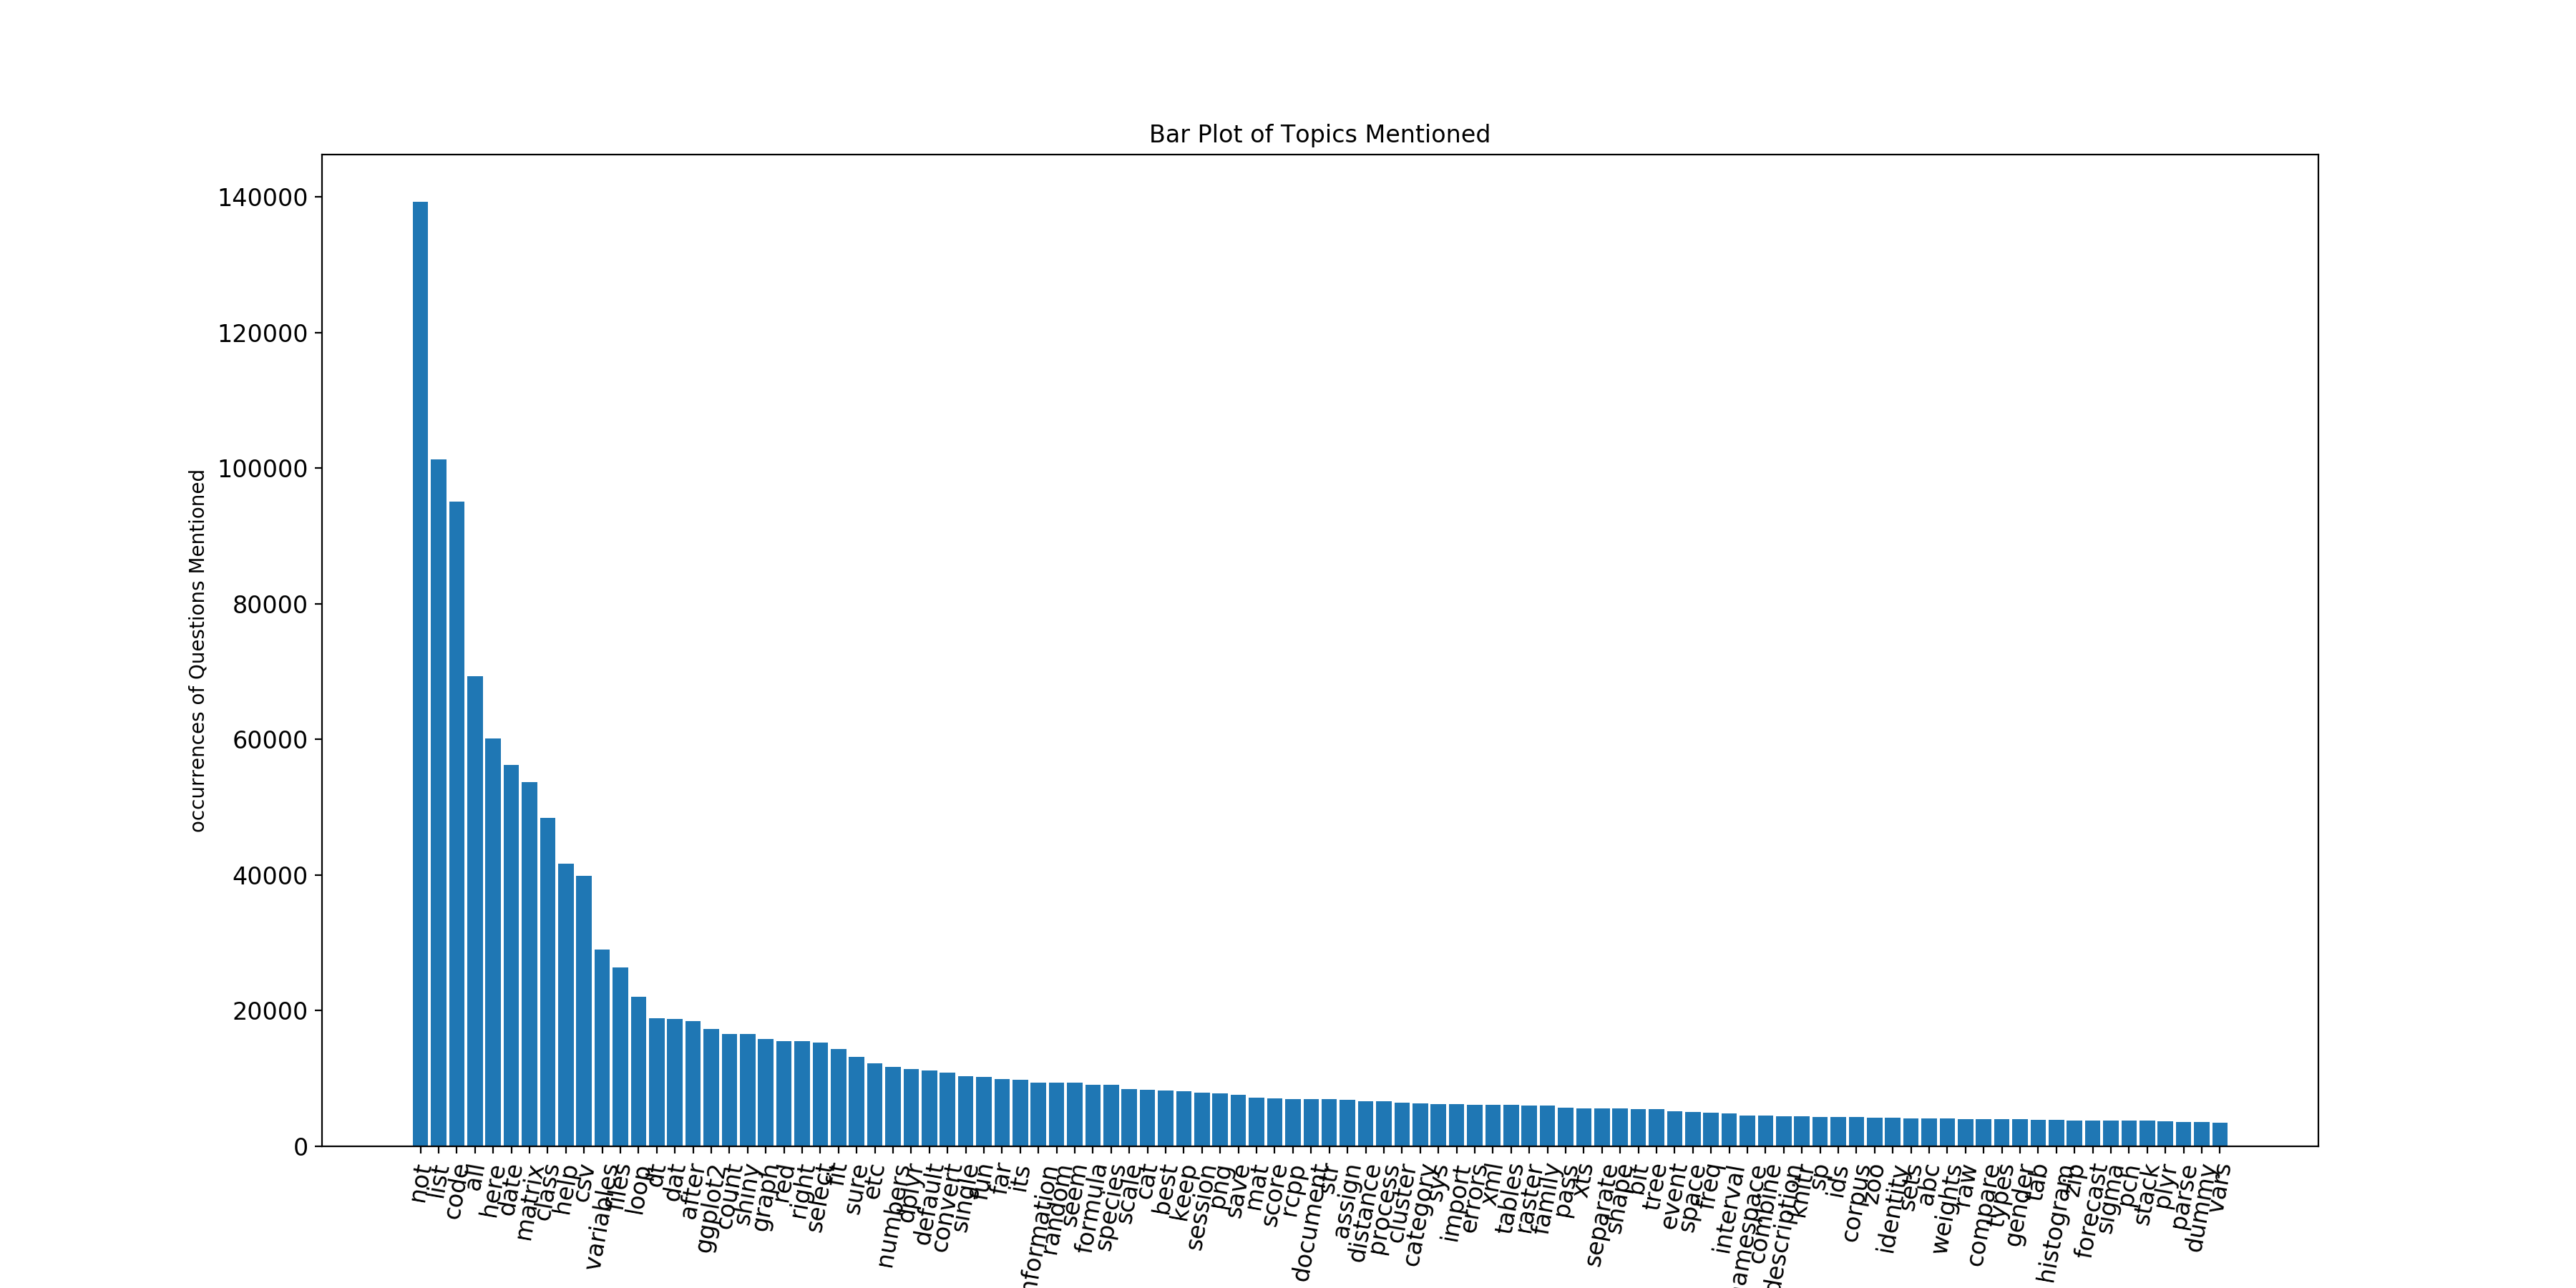 Bar Plot of Topics Mentioned
140000
120000
100000
80000
60000
40000
20000
0
occurrences of Questions Mentioned
not
list
code
all
here
date
matrix
class
help
csv
variables
files
loop
dt
dat
after
ggplot2
count
shiny
graph
red
right
select
fit
sure
etc
numbers
dplyr
default
convert
single
fun
far
its
nformation
random
seem
formula
species
scale
cat
best
keep
session
png
save
mat
score
rcpp
document
str
assign
distance
process
cluster
category
sys
import
errors
xml
tables
raster
family
pass
xts
separate
shape
bit
tree
event
space
freq
interval
amespace
combine
description
knitr
sp
ids
corpus
zoo
identity
sets
abc
weights
raw
compare
types
gender
tab
histogram
zip
forecast
sigma
pch
stack
plyr
parse
dummy
vars